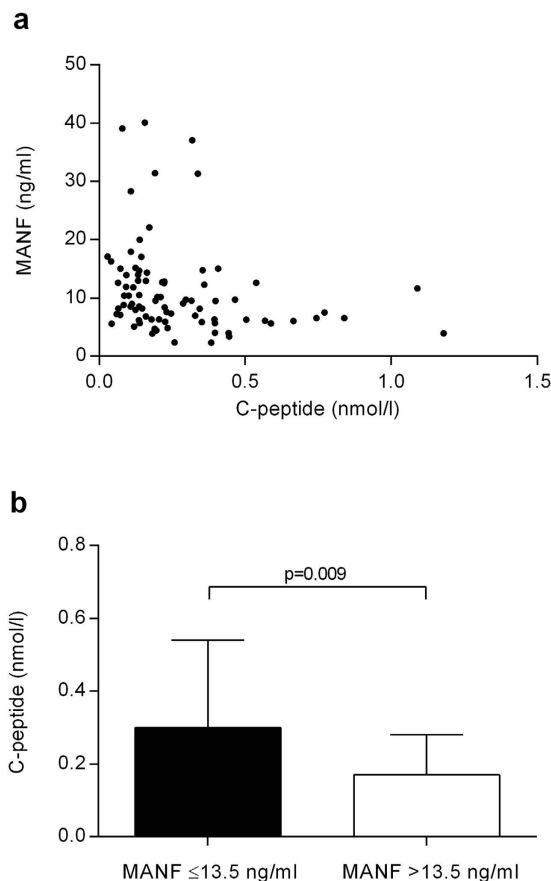 a
50
40
30
20
10
0
MANF (ng/ml)
0.0 0.5 1.0 1.5
C-peptide (nmol/l)
b
0.8
0.6
0.4
0.2
0.0
C-peptide (nmol/l)
p=0.009
MANF ≤13.5 ng/ml MANF >13.5 ng/ml